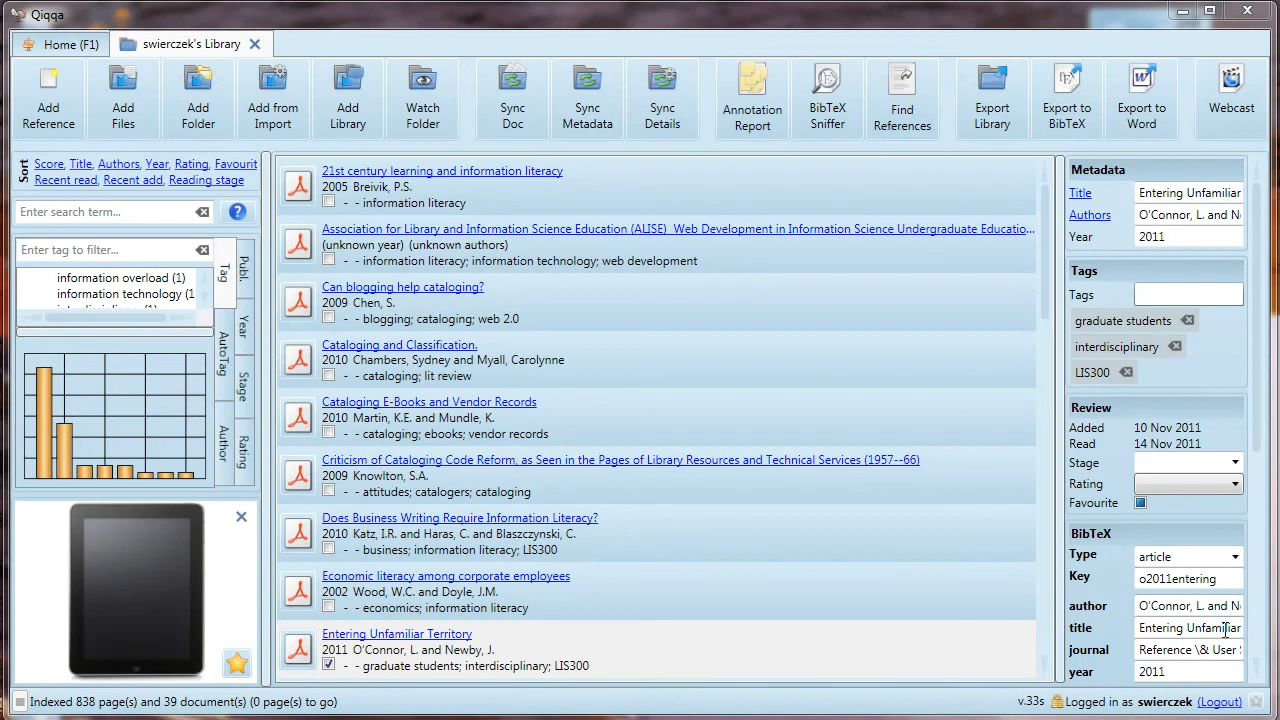 Qiqqa
Home (F1)
swierczek's Library
Add Reference
Add Files
Add Folder
Add from Import
Add Library
Watch Folder
Sync Doc
Sync Metadata
Sync Details
Annotation Report
BibTeX Sniffer
Find References
Export Library
Export to BibTeX
Export to Word
Webcast
Sort
Score, Title, Authors, Year, Rating, Favourit
Recent read, Recent add, Reading stage
Enter search term...
Enter tag to filter...
information overload (1)
information technology (1
Tag
AutoTag
Author
Publ.
Year
Stage
Rating
21st century learning and information literacy
2005 Breivik, P.S.
- - information literacy
Association for Library and Information Science Education (ALISE) Web Development in Information Science Undergraduate Educatio...
(unknown year) (unknown authors)
- - information literacy; information technology; web development
Can blogging help cataloging?
2009 Chen, S.
- - blogging; cataloging; web 2.0
Cataloging and Classification.
2010 Chambers, Sydney and Myall, Carolynne
- - cataloging; lit review
Cataloging E-Books and Vendor Records
2010 Martin, K.E. and Mundle, K.
- - cataloging; ebooks; vendor records
Criticism of Cataloging Code Reform, as Seen in the Pages of Library Resources and Technical Services (1957--66)
2009 Knowlton, S.A.
- - attitudes; catalogers; cataloging
Does Business Writing Require Information Literacy?
2010 Katz, I.R. and Haras, C. and Blaszczynski, C.
- - business; information literacy; LIS300
Economic literacy among corporate employees
2002 Wood, W.C. and Doyle, J.M.
- - economics; information literacy
Entering Unfamiliar Territory
2011 O'Connor, L. and Newby, J.
- - graduate students; interdisciplinary; LIS300
Metadata
Title Entering Unfamiliar
Authors O'Connor, L. and N
Year 2011
Tags
Tags
graduate students
interdisciplinary
LIS300
Review
Added 10 Nov 2011
Read 14 Nov 2011
Stage
Rating
Favourite
BibTeX
Type article
Key o2011entering
author O'Connor, L. and N
title Entering Unfamiliar
journal Reference \& User
year 2011
Indexed 838 page(s) and 39 document(s) (0 page(s) to go)
v.33s Logged in as swierczek (Logout)